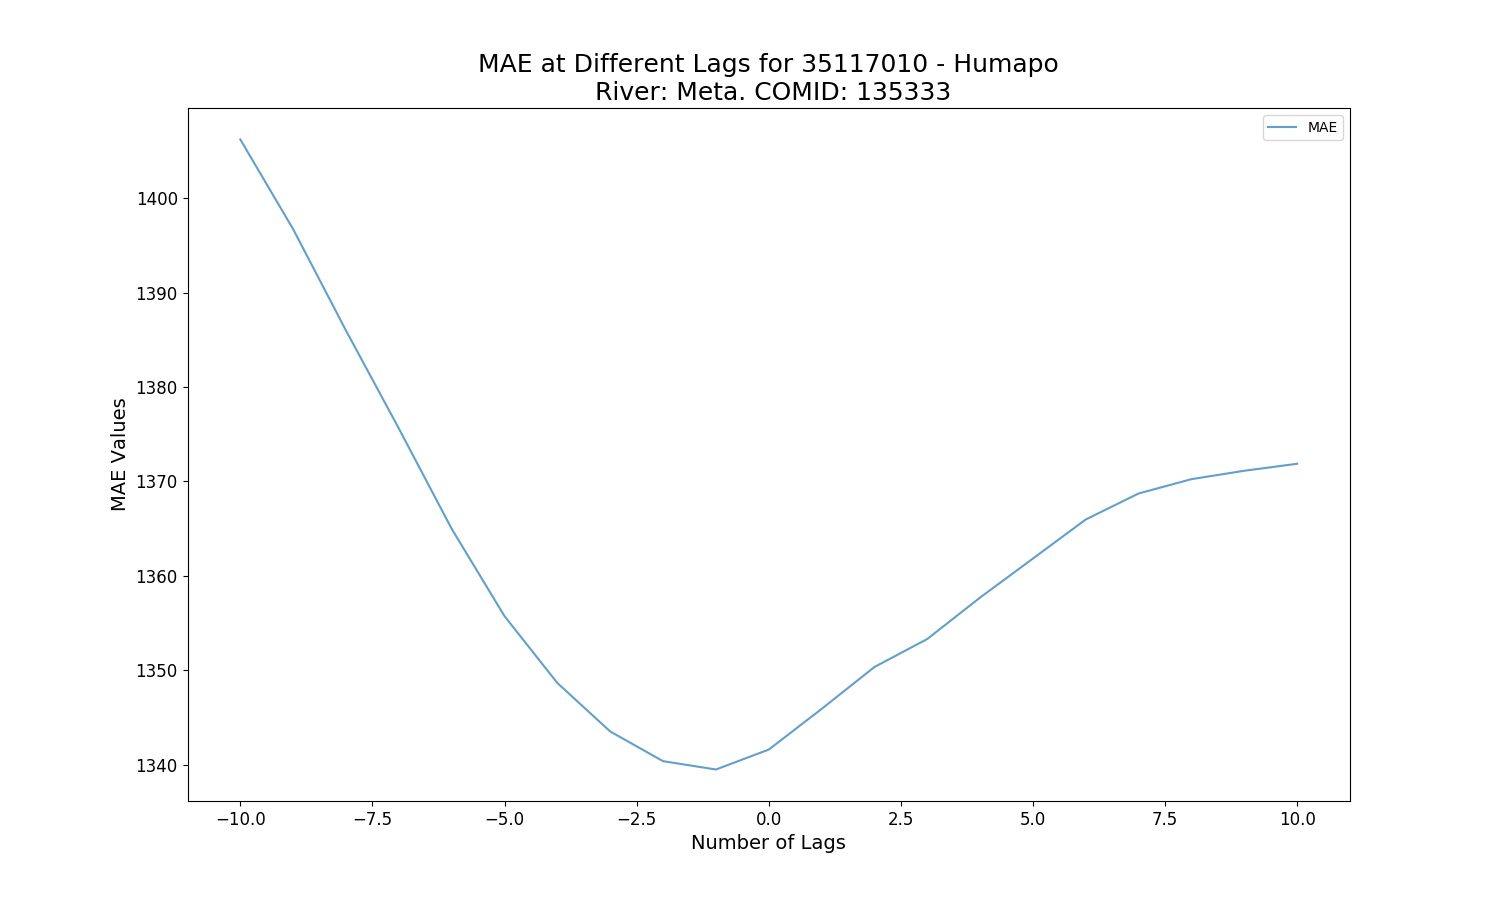 MAE at Different Lags for 35117010 - Humapo
River: Meta. COMID: 135333
MAE
1400
1390
1380
1370
1360
1350
1340
MAE Values
−10.0 −7.5 −5.0 −2.5 0.0 2.5 5.0 7.5 10.0
Number of Lags